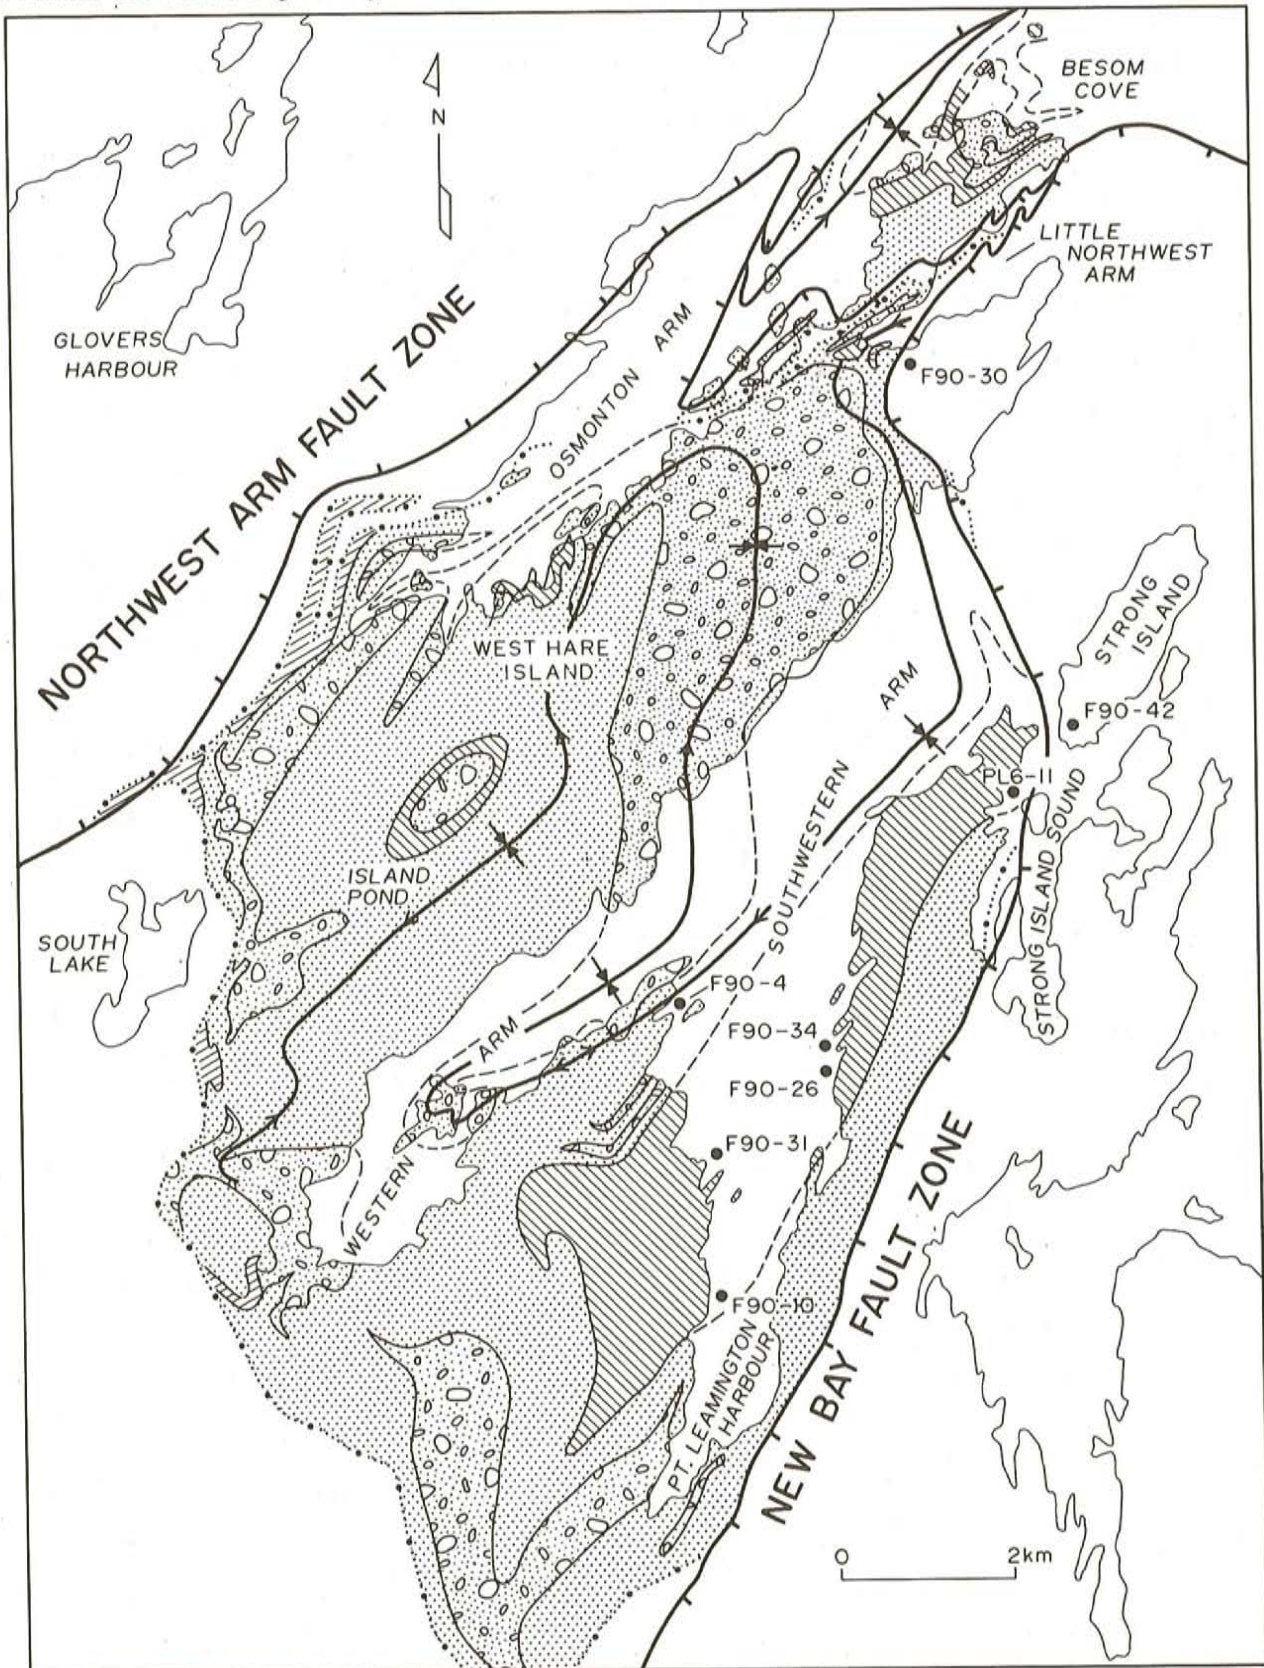 N
BESOM
COVE
LITTLE
NORTHWEST
ARM
GLOVERS
HARBOUR
NORTHWEST ARM FAULT ZONE
OSMONTON ARM
F90-30
WEST HARE
ISLAND
STRONG
ISLAND
F90-42
PL6-11
ISLAND
POND
SOUTHWESTERN ARM
STRONG ISLAND SOUND
SOUTH
LAKE
F90-4
F90-34
F90-26
WESTERN ARM
F90-31
F90-10
PT. LEAMINGTON
HARBOUR
NEW BAY FAULT ZONE
0 2km